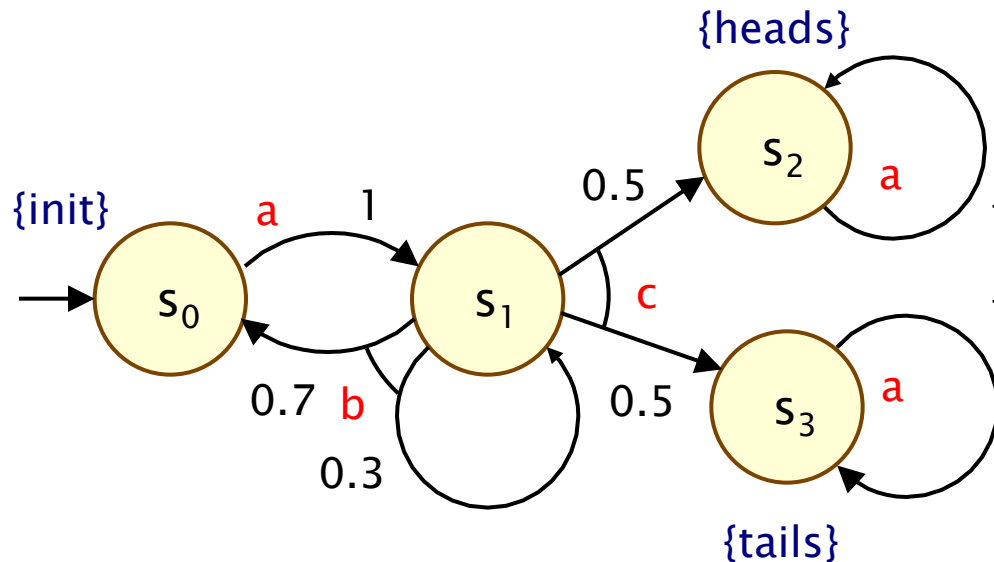 {heads}
s₂
a
0.5
{init}
a
1
s₀
s₁
c
0.7
b
0.3
0.5
s₃
a
{tails}